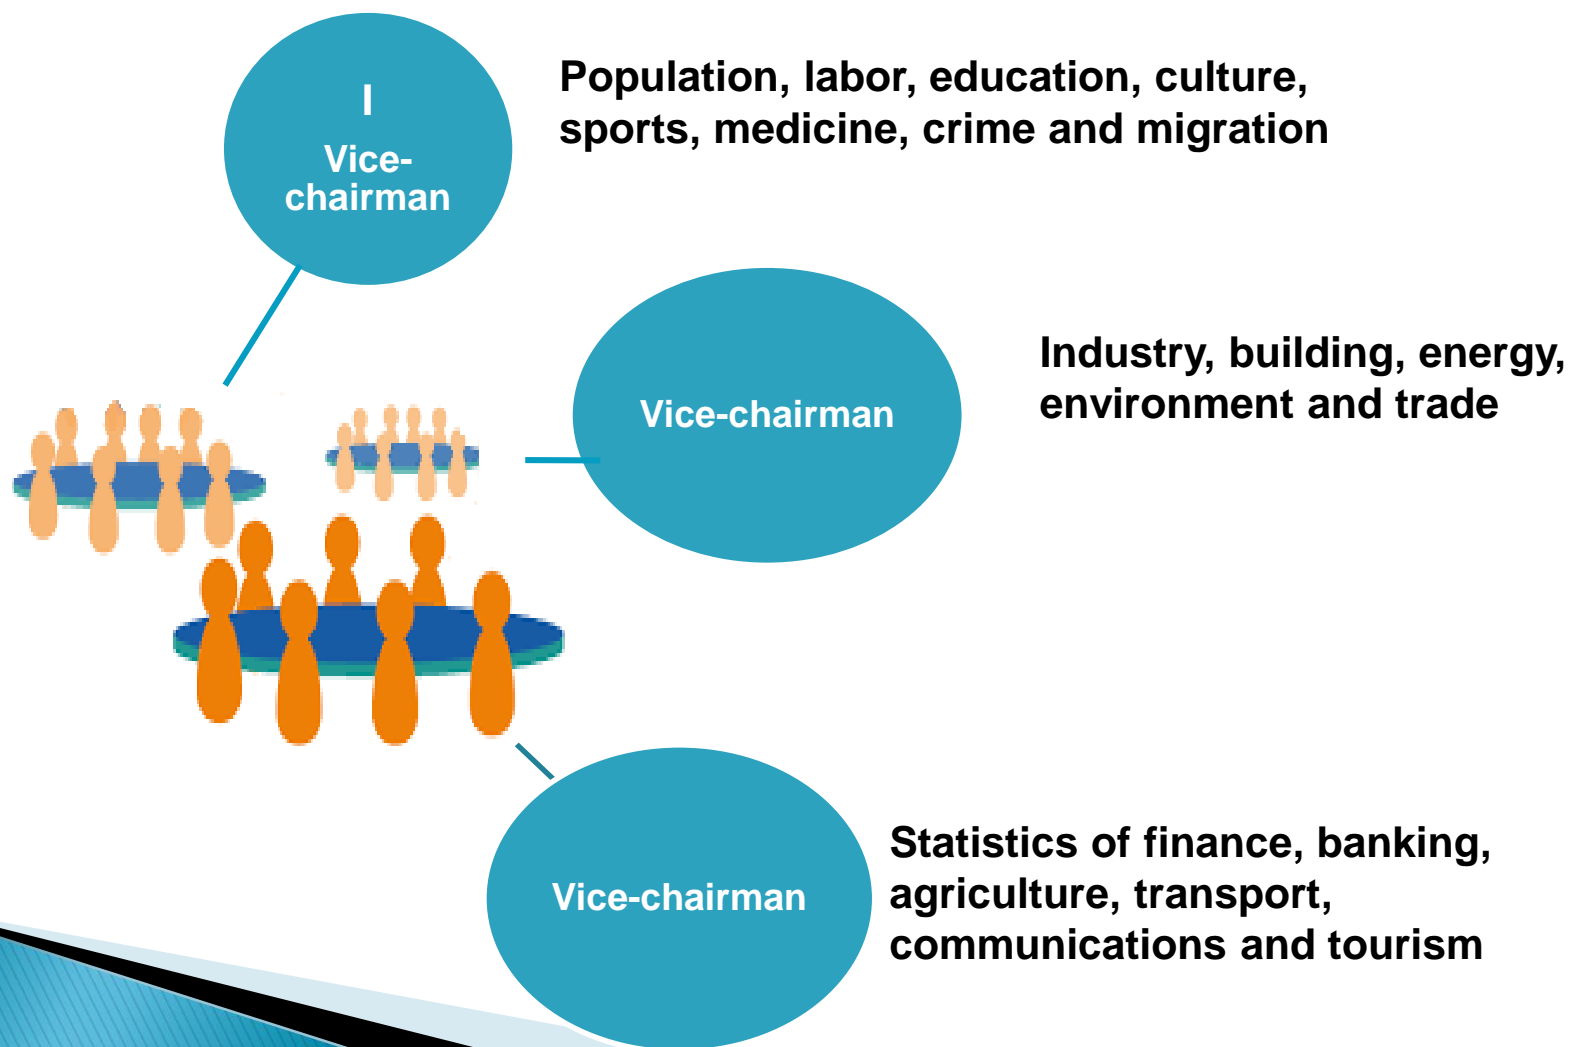 I
Vice-
chairman
Population, labor, education, culture,
sports, medicine, crime and migration
Vice-chairman
Industry, building, energy,
environment and trade
Vice-chairman
Statistics of finance, banking,
agriculture, transport,
communications and tourism